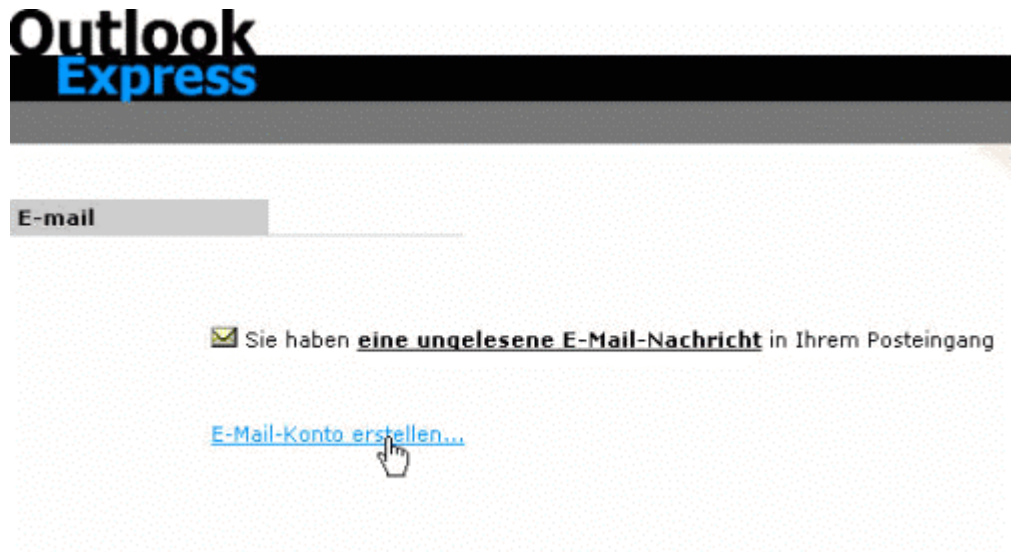 Outlook
Express
E-mail
Sie haben eine ungelesene E-Mail-Nachricht in Ihrem Posteingang
E-Mail-Konto erstellen...